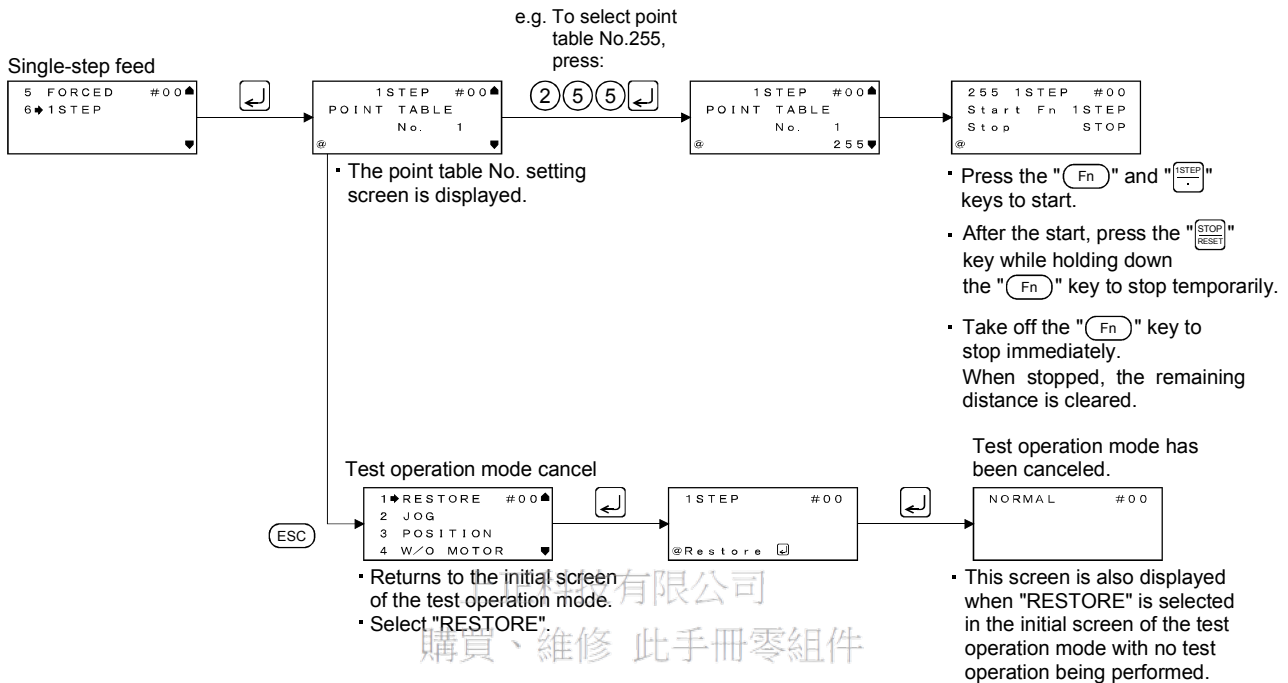 e.g. To select point
table No.255,
press:
Single-step feed
5 FORCED #00
6 1STEP
1STEP #00
POINT TABLE
No. 1
@
2 5 5
1STEP #00
POINT TABLE
No. 1
@ 255
255 1STEP #00
Start Fn 1STEP
Stop STOP
@
The point table No. setting
screen is displayed.
Press the "( Fn )" and "1STEP ."
keys to start.
After the start, press the "STOP RESET"
key while holding down
the "( Fn )" key to stop temporarily.
Take off the "( Fn )" key to
stop immediately.
When stopped, the remaining
distance is cleared.
Test operation mode cancel
ESC
1 RESTORE #00
2 JOG
3 POSITION
4 W/O MOTOR
1STEP #00
@Restore
Test operation mode has
been canceled.
NORMAL #00
Returns to the initial screen
of the test operation mode.
Select "RESTORE".
This screen is also displayed
when "RESTORE" is selected
in the initial screen of the test
operation mode with no test
operation being performed.
正科技有限公司
購買、維修 此手冊零組件